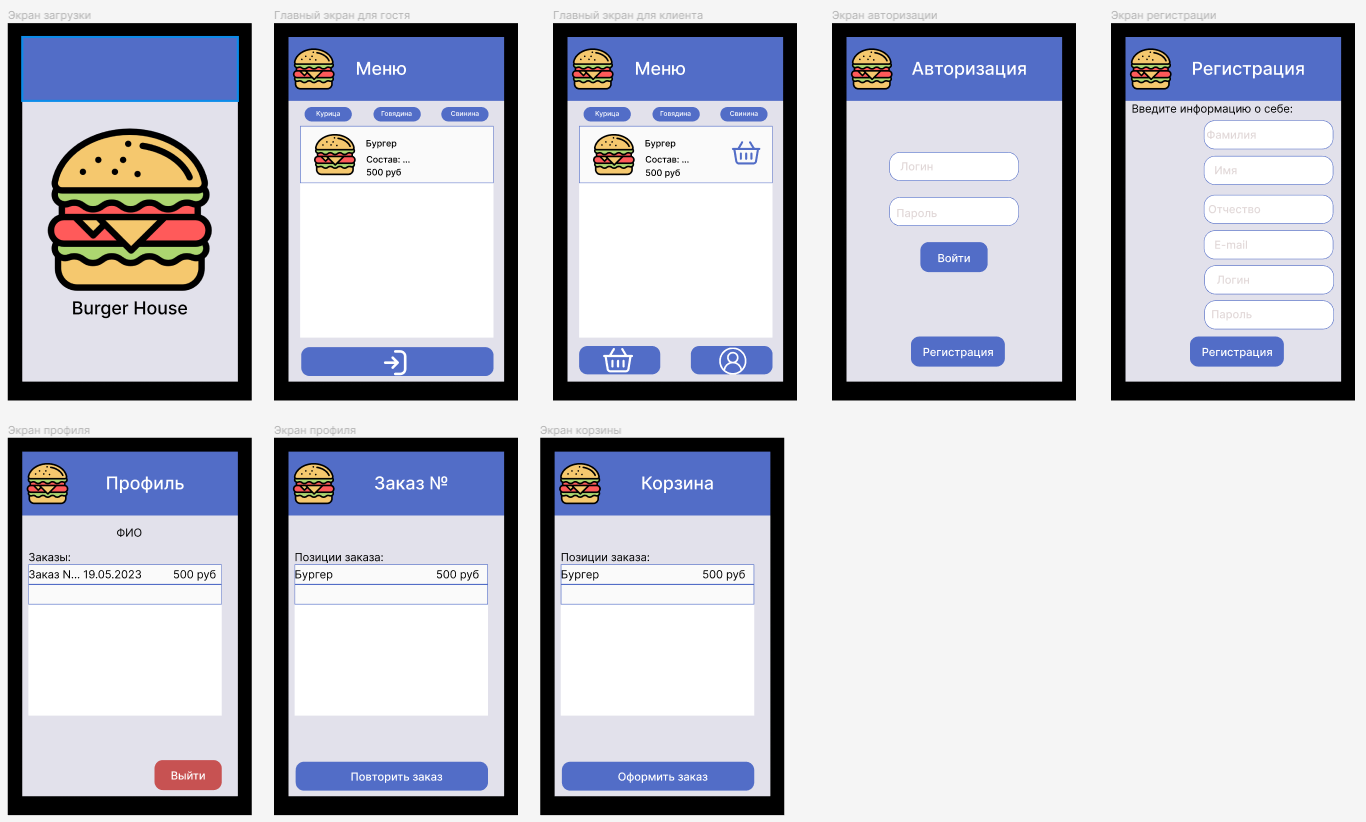 Экран загрузки
Burger House
Главный экран для гостя
Меню
Курица
Говядина
Свинина
Бургер
Состав: ...
500 руб
Главный экран для клиента
Меню
Курица
Говядина
Свинина
Бургер
Состав: ...
500 руб
Экран авторизации
Авторизация
Логин
Пароль
Войти
Регистрация
Экран регистрации
Регистрация
Введите информацию о себе:
Фамилия
Имя
Отчество
E-mail
Логин
Пароль
Регистрация
Экран профиля
Профиль
ФИО
Заказы:
Заказ N... 19.05.2023 500 руб
Выйти
Экран профиля
Заказ №
Позиции заказа:
Бургер 500 руб
Повторить заказ
Экран корзины
Корзина
Позиции заказа:
Бургер 500 руб
Оформить заказ